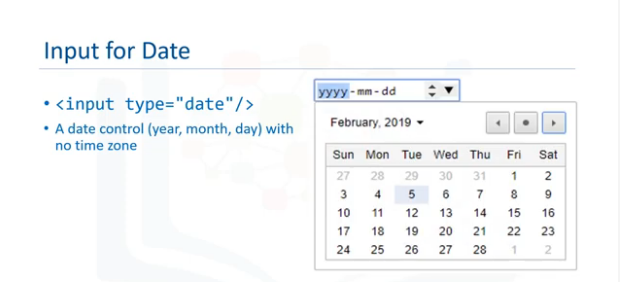 Input for Date
• <input type="date"/>
• A date control (year, month, day) with
no time zone
yyyy-mm-dd
February, 2019
Sun Mon Tue Wed Thu Fri Sat
27 28 29 30 31 1 2
3 4 5 6 7 8 9
10 11 12 13 14 15 16
17 18 19 20 21 22 23
24 25 26 27 28 1 2